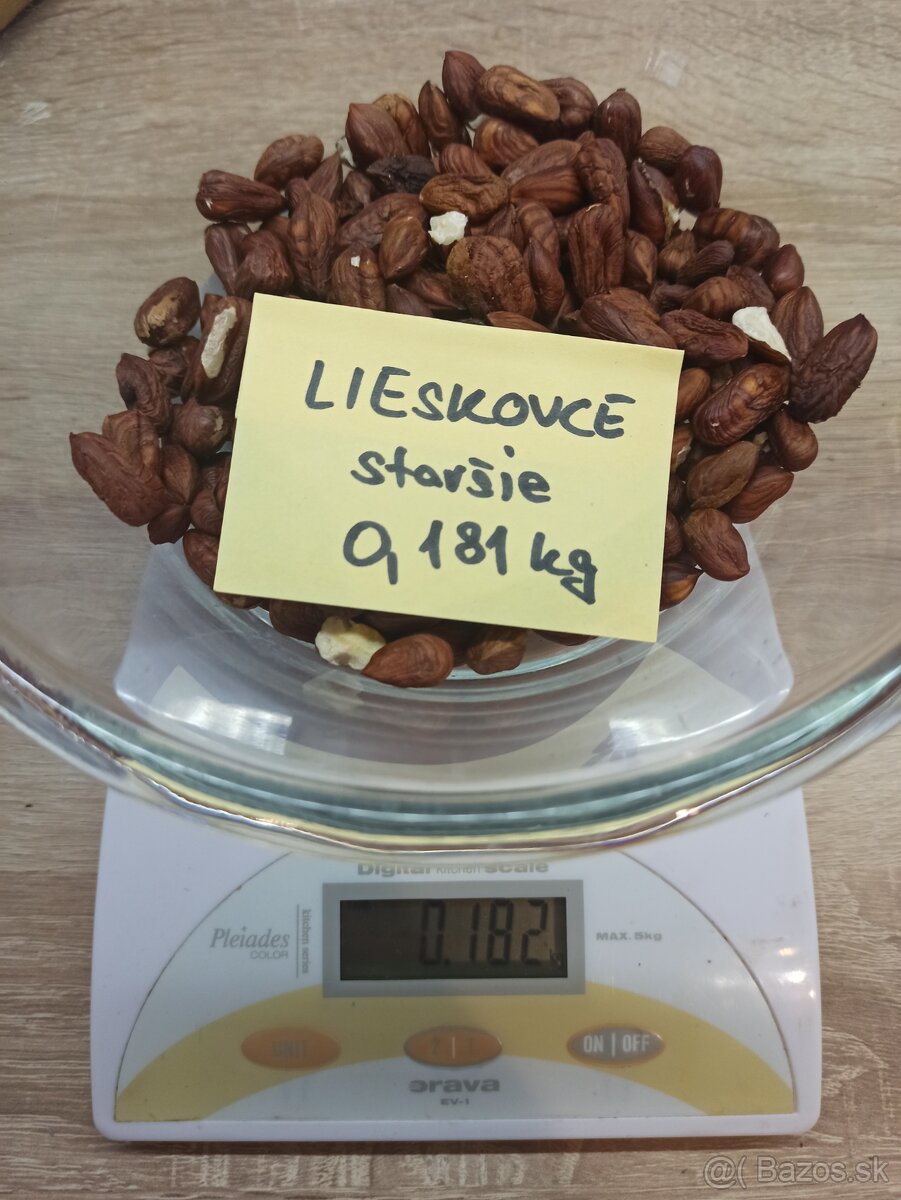 LIESKOVCE
staršie
0,181 kg
Digital kitchen scale
Pleiades
COLOR
kitchen series
0.182
MAX. 5kg
UNIT
ON | OFF
orava
EV-1
@( Bazos.sk